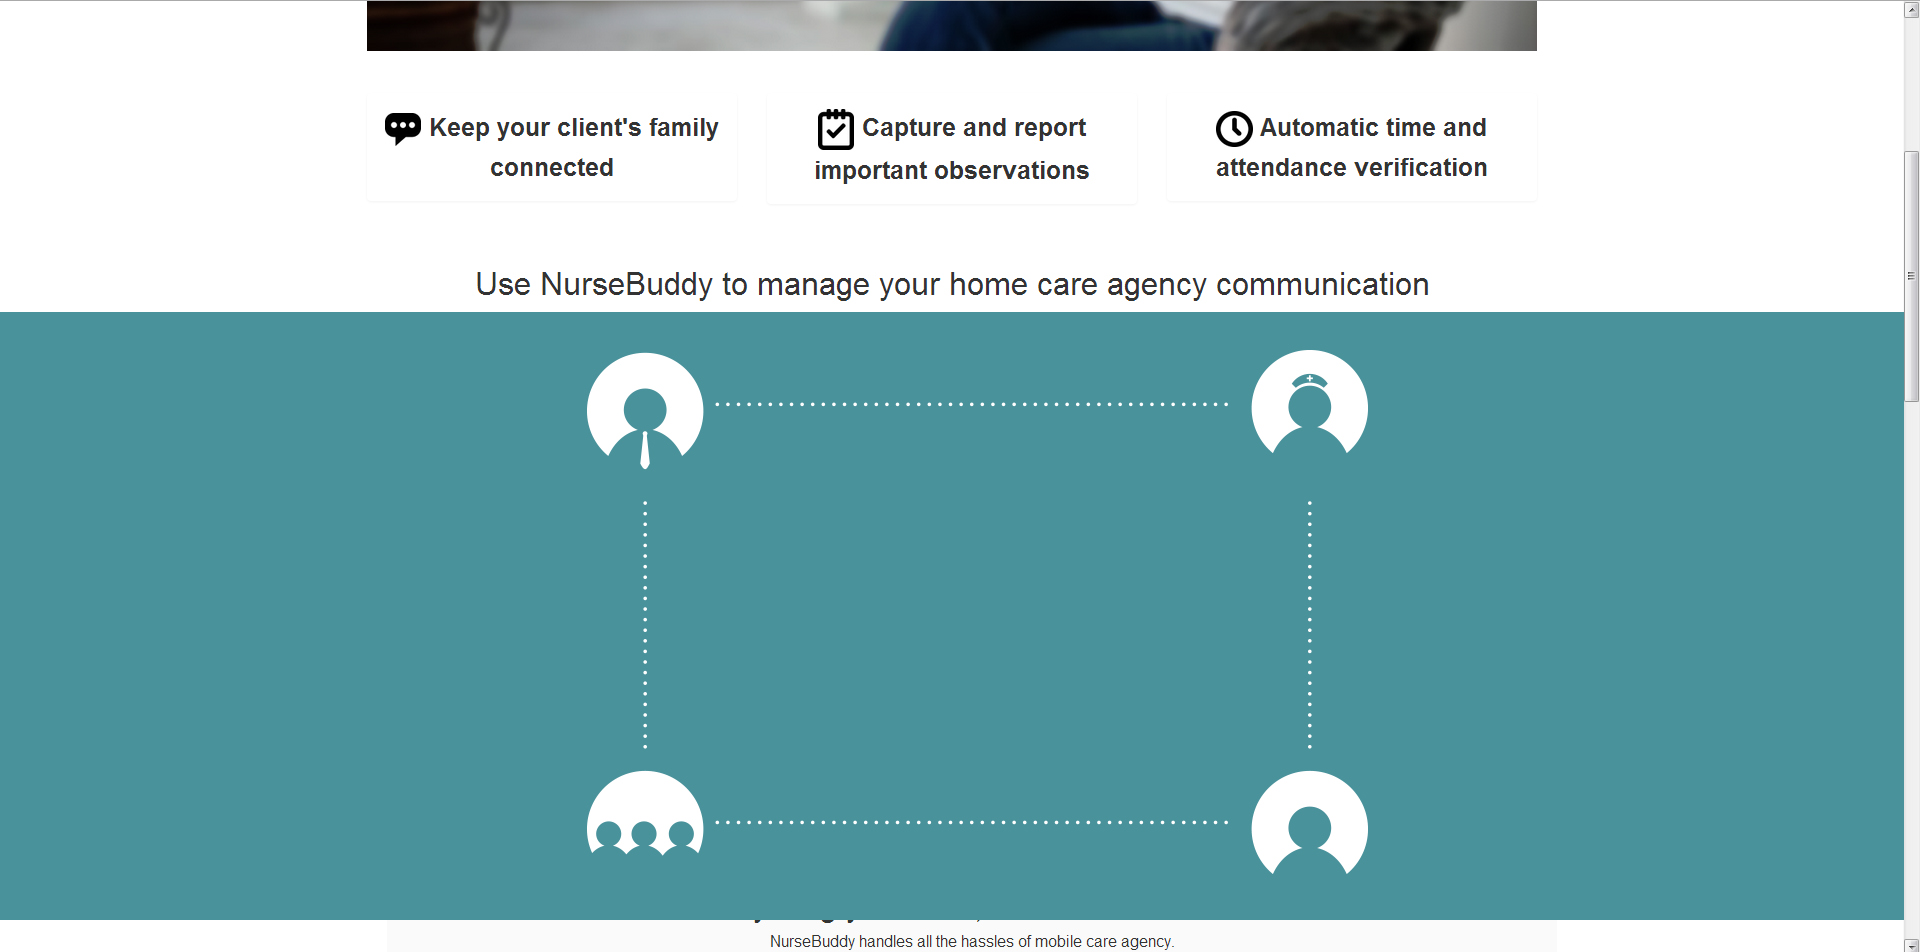 Keep your client's family
connected
Capture and report
important observations
Automatic time and
attendance verification
Use NurseBuddy to manage your home care agency communication
NurseBuddy handles all the hassles of mobile care agency.